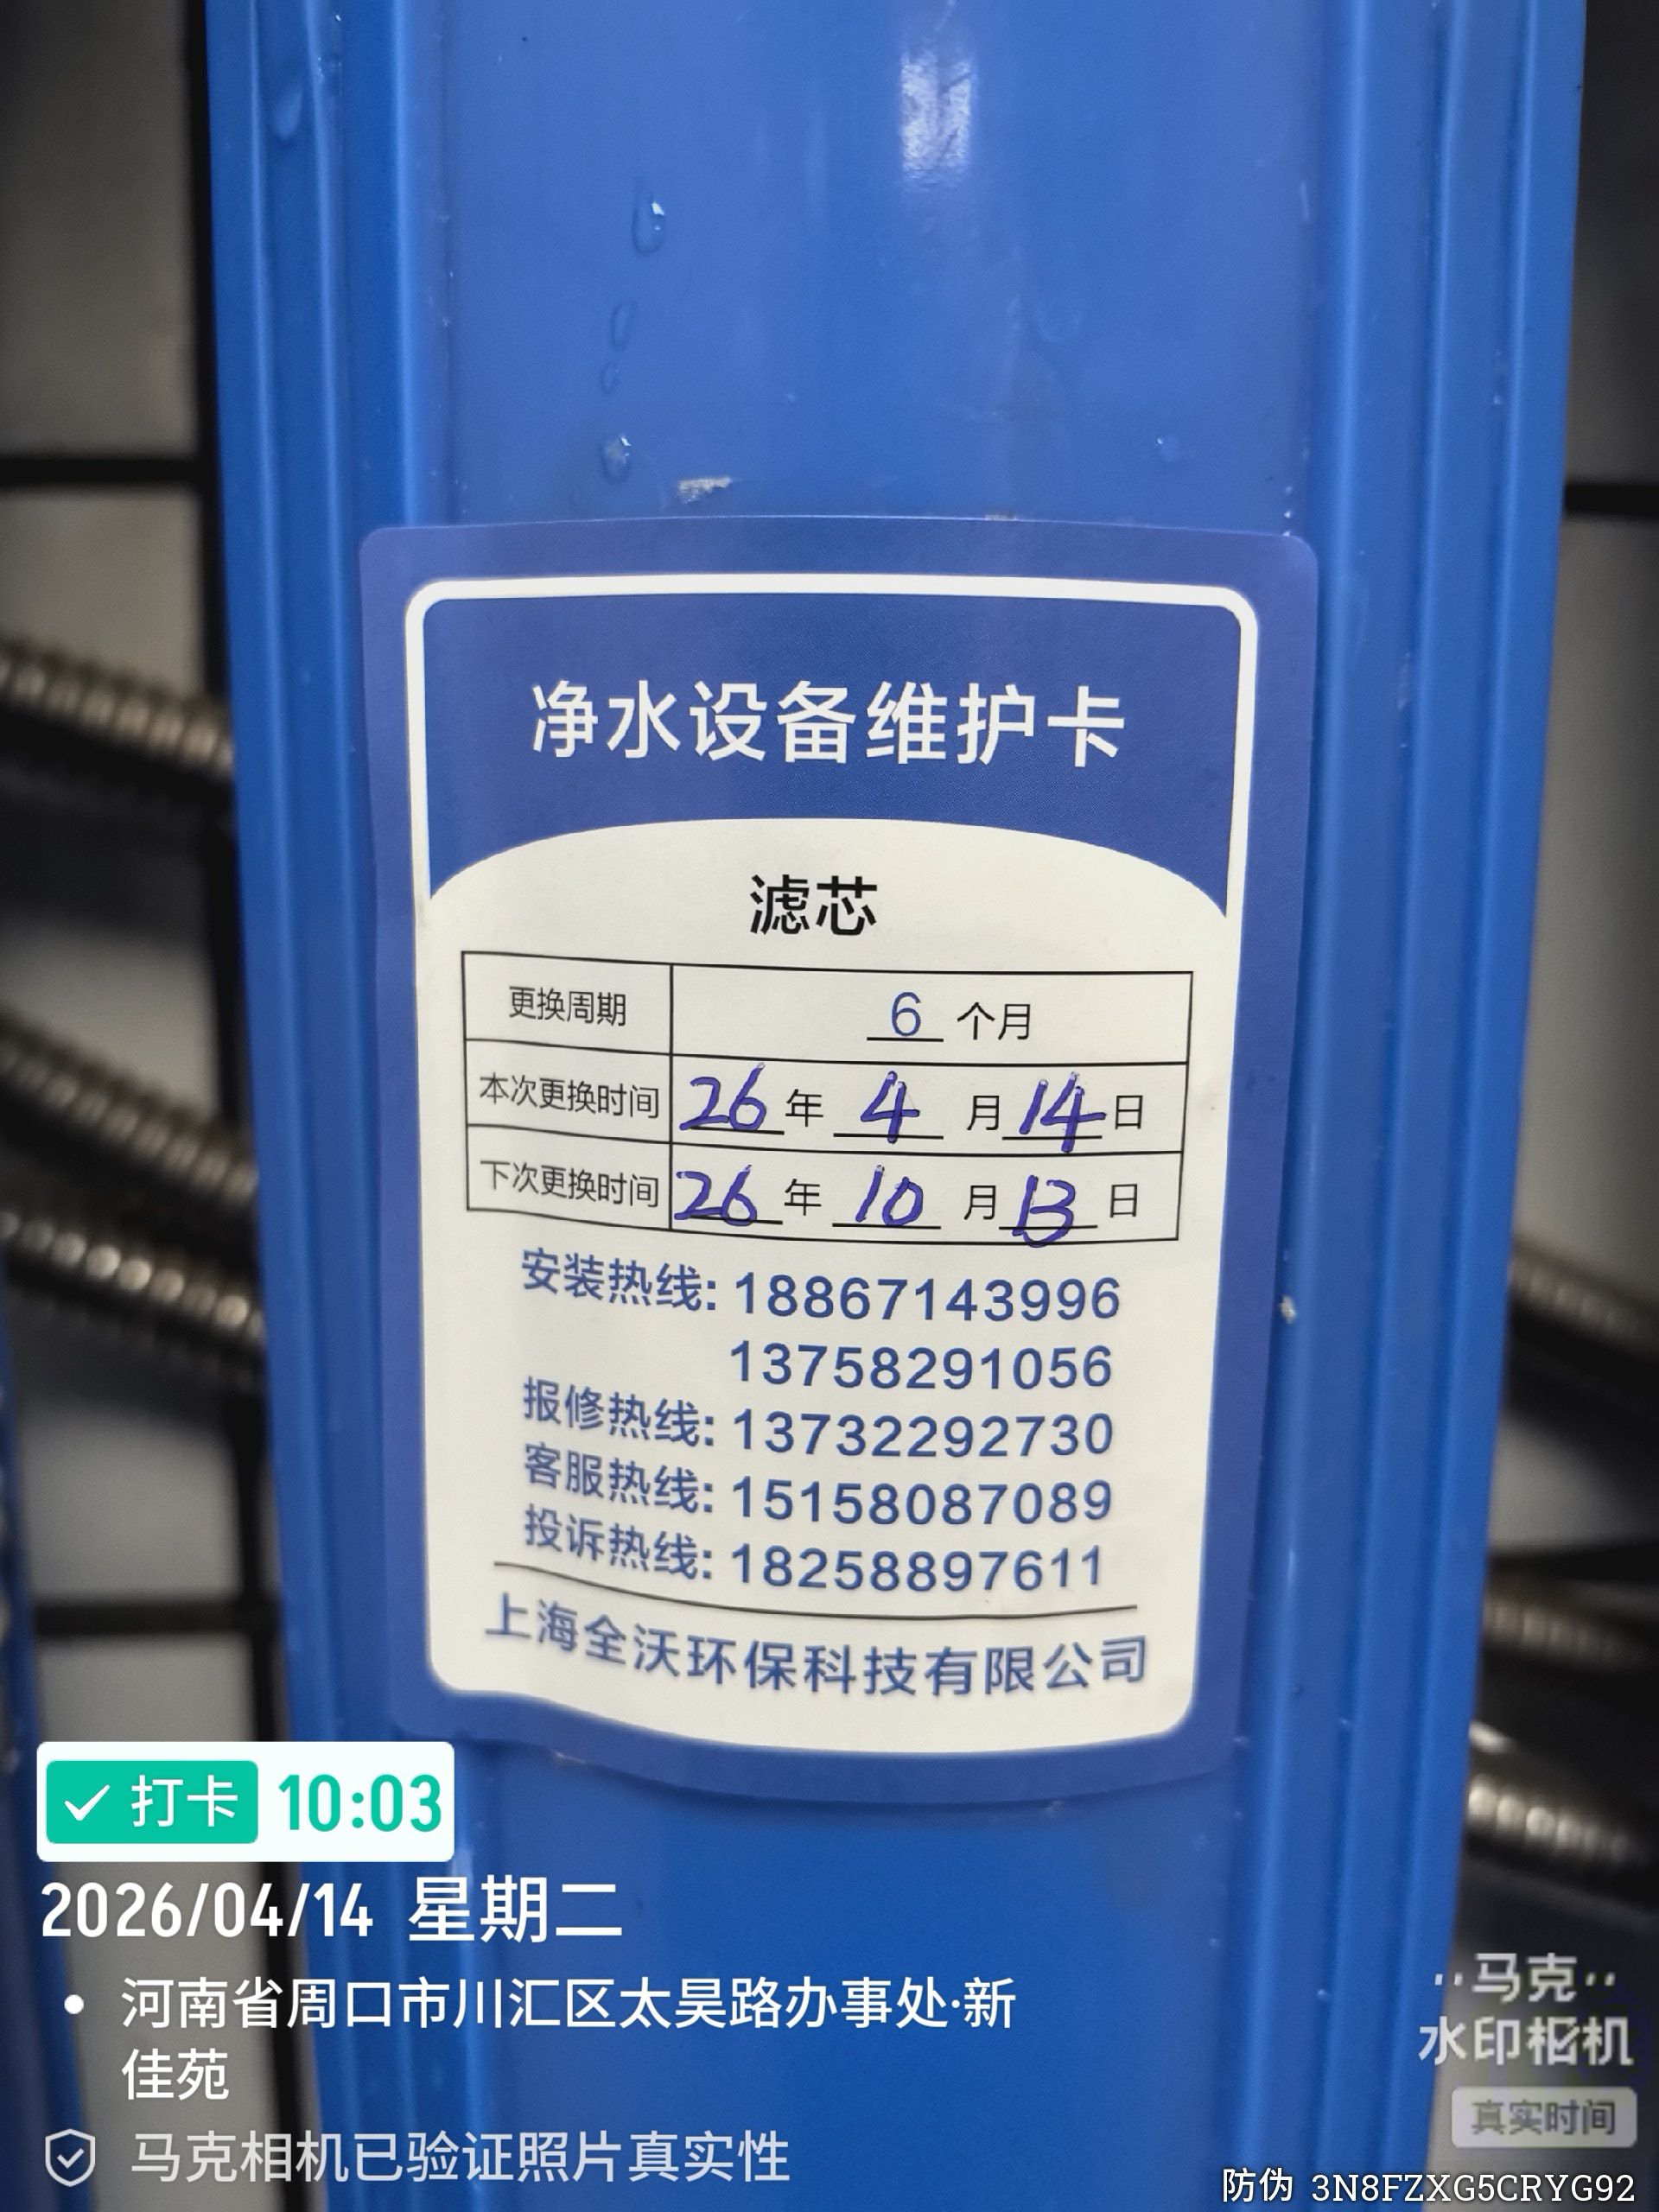 净水设备维护卡
滤芯
更换周期 6 个月
本次更换时间 26 年 4 月 14 日
下次更换时间 26 年 10 月 13 日
安装热线: 18867143996
13758291056
报修热线: 13732292730
客服热线: 15158087089
投诉热线: 18258897611
上海全沃环保科技有限公司
打卡 10:03
2026/04/14 星期二
河南省周口市川汇区太昊路办事处·新
佳苑
马克相机已验证照片真实性
马克
水印相机
真实时间
防伪 3N8FZXG5CRYG92